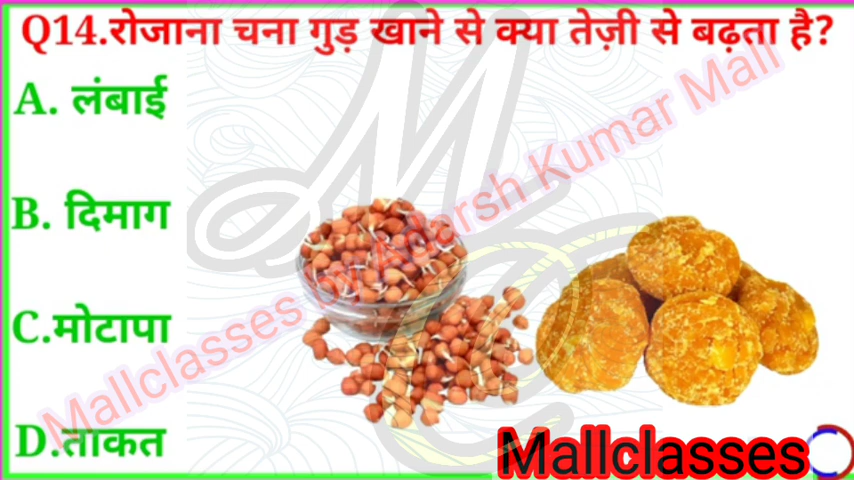 Q14.रोजाना चना गुड़ खाने से क्या तेज़ी से बढ़ता है?
A. लंबाई
B. दिमाग
C.मोटापा
D.ताकत
Mallclasses by Adarsh Kumar Mall
Mallclasses